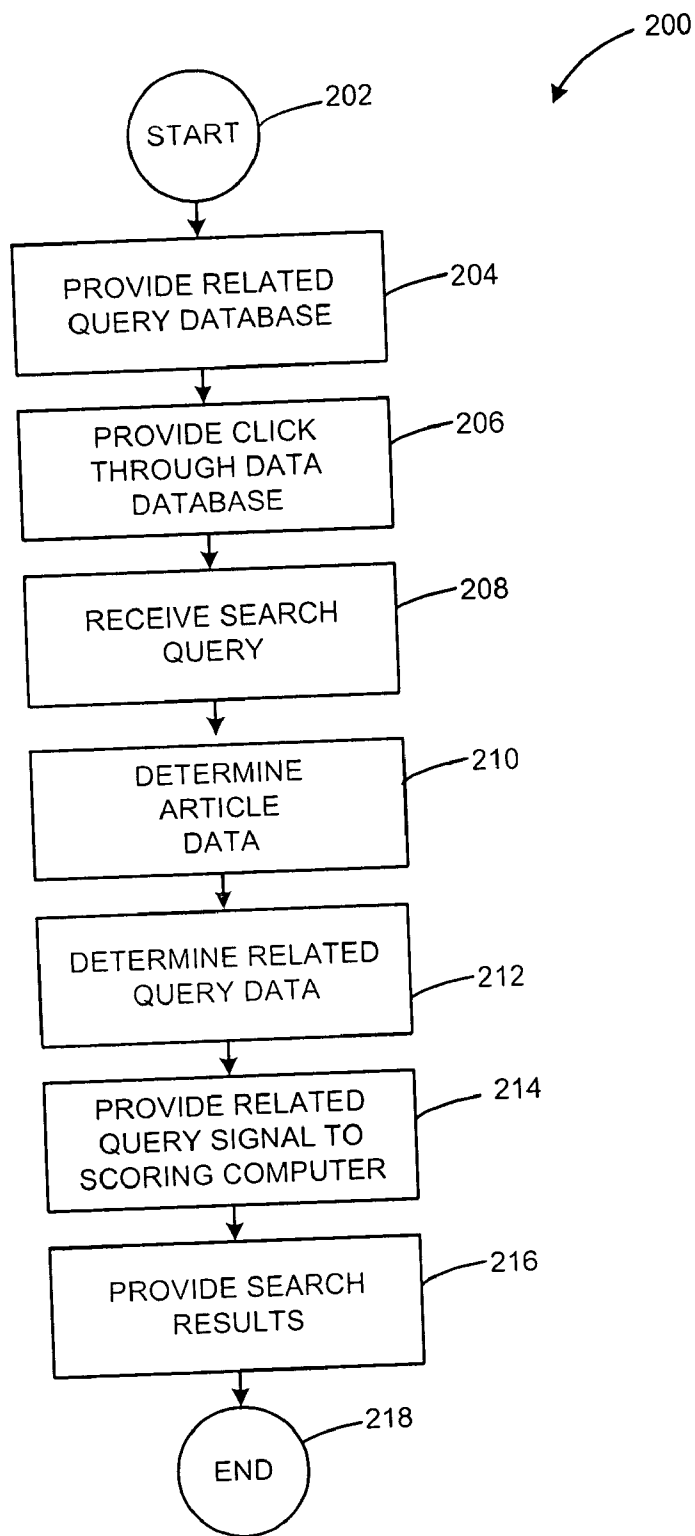 200
202
START
PROVIDE RELATED
QUERY DATABASE
204
PROVIDE CLICK
THROUGH DATA
DATABASE
206
RECEIVE SEARCH
QUERY
208
DETERMINE
ARTICLE
DATA
210
DETERMINE RELATED
QUERY DATA
212
PROVIDE RELATED
QUERY SIGNAL TO
SCORING COMPUTER
214
PROVIDE SEARCH
RESULTS
216
END
218